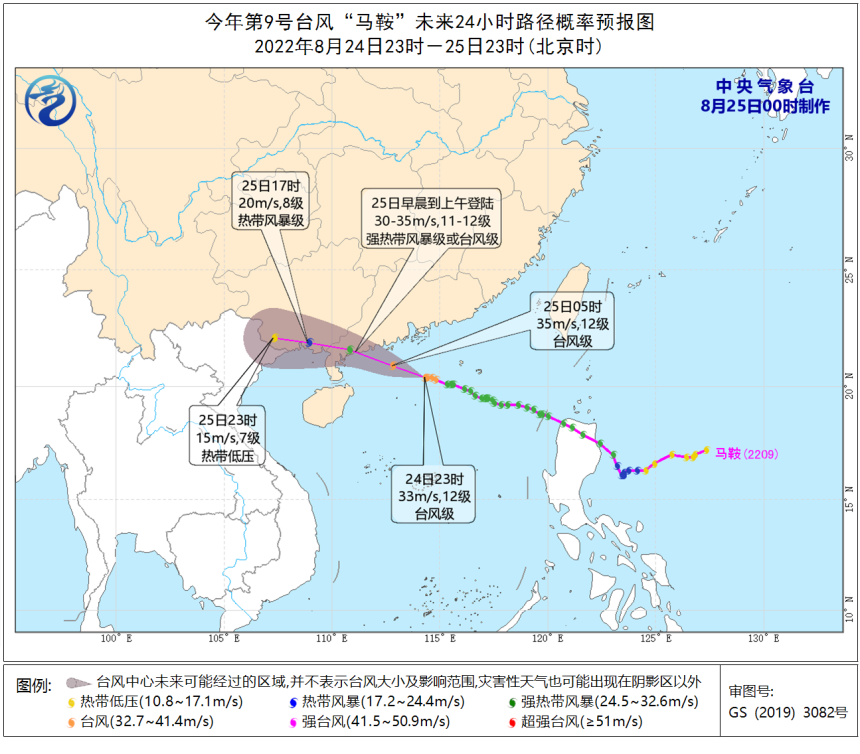 今年第9号台风“马鞍”未来24小时路径概率预报图
2022年8月24日23时—25日23时(北京时)
中央气象台
8月25日00时制作
25日17时
20m/s,8级
热带风暴级
25日早晨到上午登陆
30-35m/s,11-12级
强热带风暴级或台风级
25日05时
35m/s,12级
台风级
25日23时
15m/s,7级
热带低压
24日23时
33m/s,12级
台风级
马鞍(2209)
30° N
25° N
20° N
15° N
10° N
100° E
105° E
110° E
115° E
120° E
125° E
130° E
图例:
台风中心未来可能经过的区域,并不表示台风大小及影响范围,灾害性天气也可能出现在阴影区以外
热带低压(10.8~17.1m/s)
热带风暴(17.2~24.4m/s)
强热带风暴(24.5~32.6m/s)
台风(32.7~41.4m/s)
强台风(41.5~50.9m/s)
超强台风(≥51m/s)
审图号:
GS (2019) 3082号